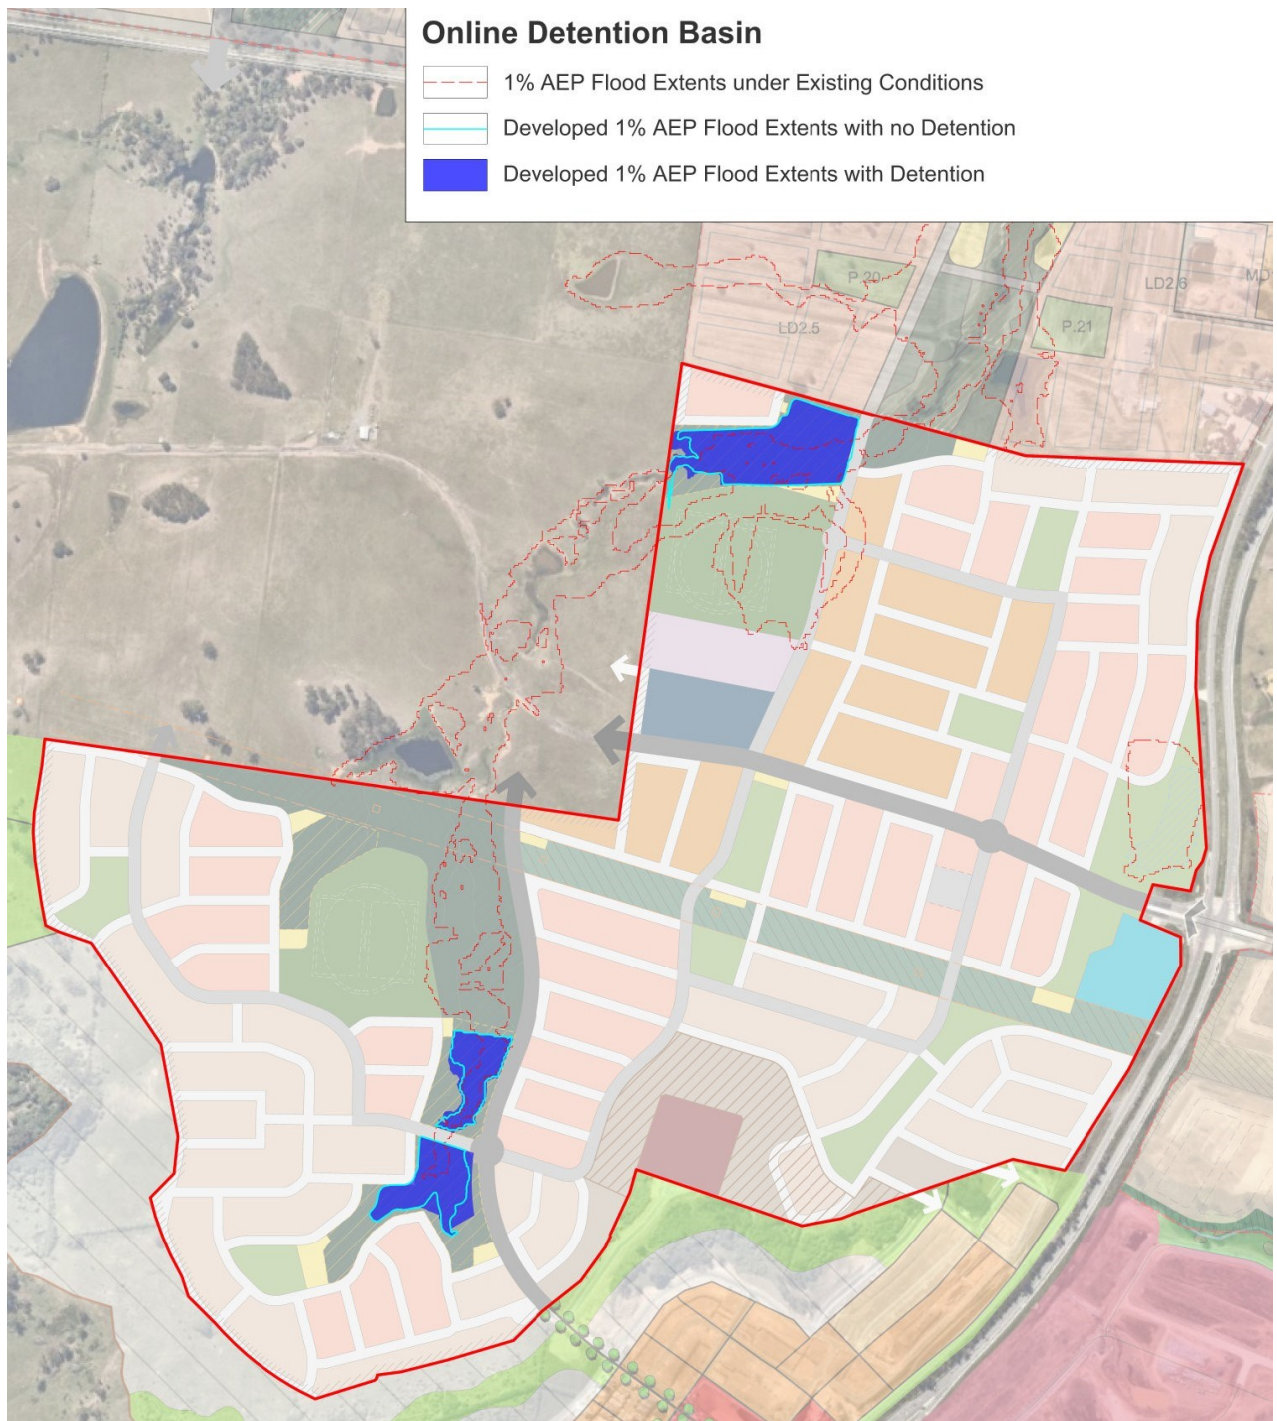 Online Detention Basin
1% AEP Flood Extents under Existing Conditions
Developed 1% AEP Flood Extents with no Detention
Developed 1% AEP Flood Extents with Detention
P.20
LD2.6
LD2.5
P.21